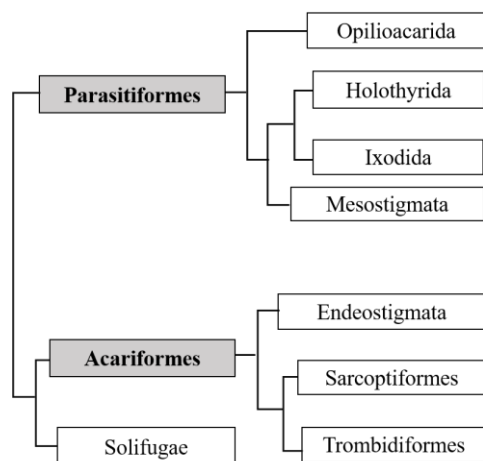 Opilioacarida
Parasitiformes
Holothyrida
Ixodida
Mesostigmata
Endeostigmata
Acariformes
Sarcoptiformes
Solifugae
Trombidiformes